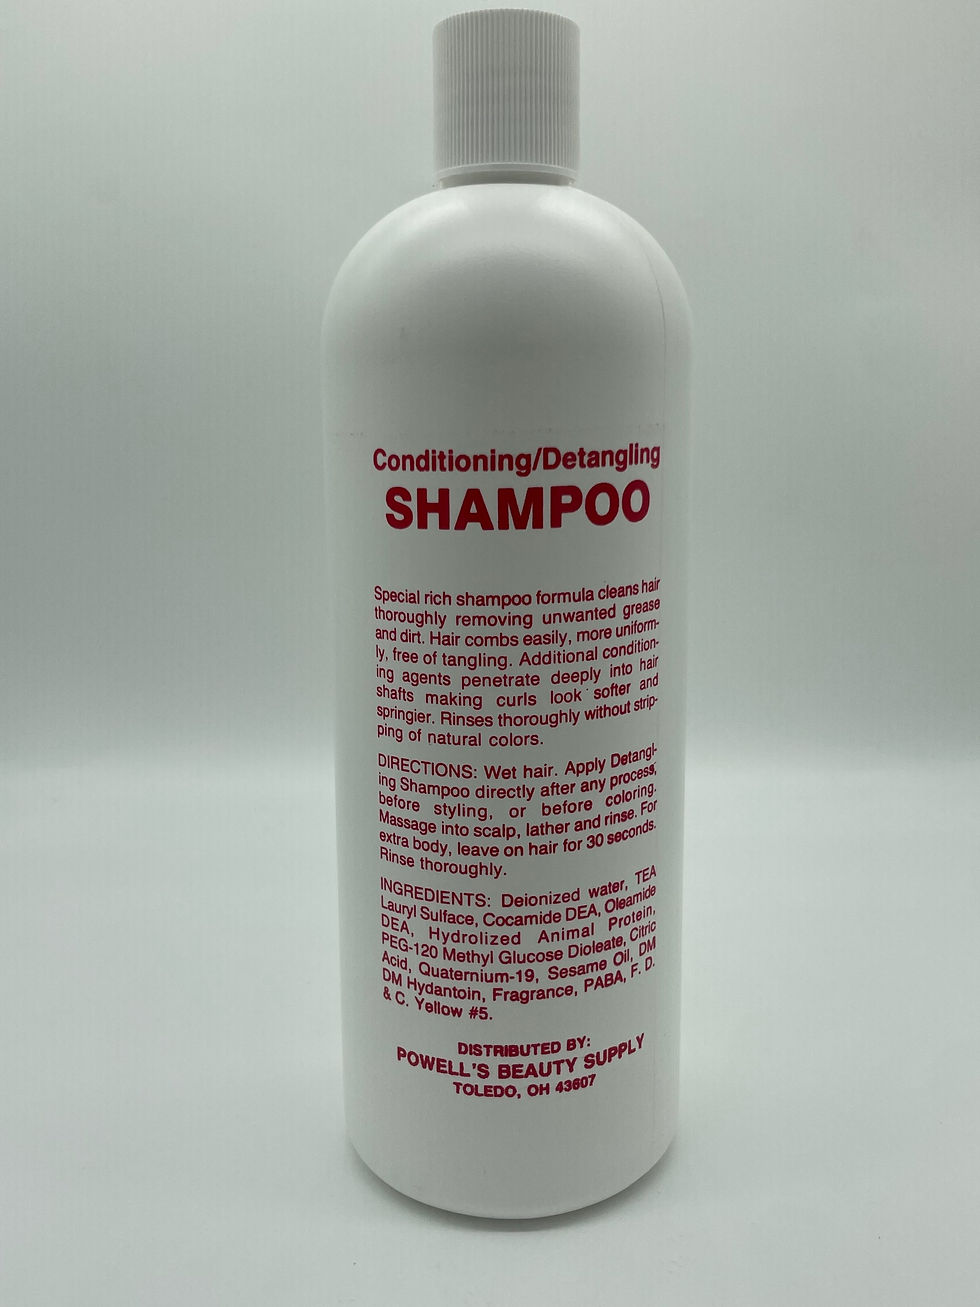 Conditioning/Detangling
SHAMPOO
Special rich shampoo formula cleans hair
thoroughly removing unwanted grease
and dirt. Hair combs easily, more uniform-
ly, free of tangling. Additional condition-
ing agents penetrate deeply into hair
shafts making curls look softer and
springier. Rinses thoroughly without strip-
ping of natural colors.
DIRECTIONS: Wet hair. Apply Detangl-
ing Shampoo directly after any process,
before styling, or before coloring.
Massage into scalp, lather and rinse. For
extra body, leave on hair for 30 seconds.
Rinse thoroughly.
INGREDIENTS: Deionized water, TEA
Lauryl Sulface, Cocamide DEA, Oleamide
DEA, Hydrolized Animal Protein,
PEG-120 Methyl Glucose Dioleate, Citric
Acid, Quaternium-19, Sesame Oil, DM
DM Hydantoin, Fragrance, PABA, F. D.
& C. Yellow #5.
DISTRIBUTED BY:
POWELL'S BEAUTY SUPPLY
TOLEDO, OH 43607